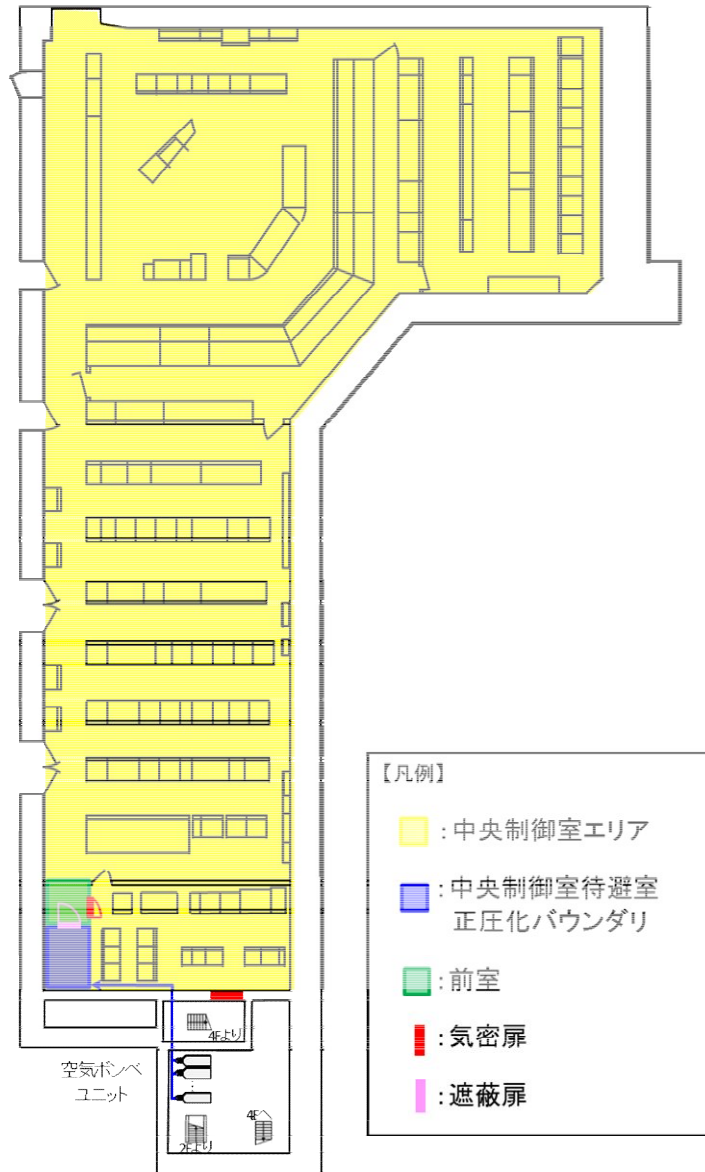 【凡例】
:中央制御室エリア
:中央制御室待避室
正圧化バウンダリ
:前室
:気密扉
:遮蔽扉
4Fより
空気ボンベ
ユニット
4Fへ
2Fより